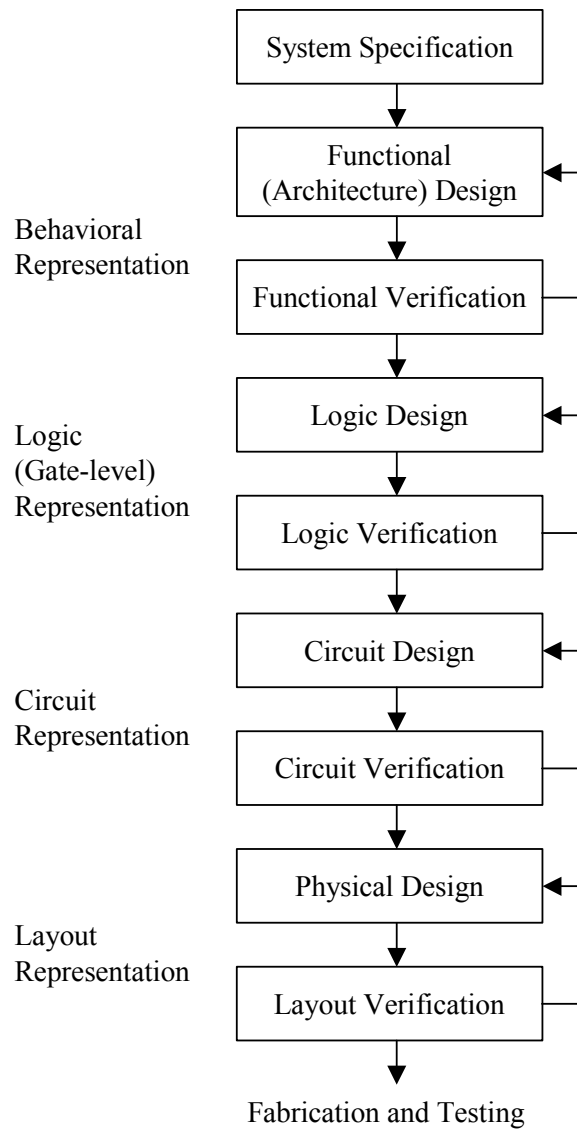 System Specification
Functional
(Architecture) Design
Behavioral
Representation
Functional Verification
Logic Design
Logic
(Gate-level)
Representation
Logic Verification
Circuit Design
Circuit
Representation
Circuit Verification
Physical Design
Layout
Representation
Layout Verification
Fabrication and Testing